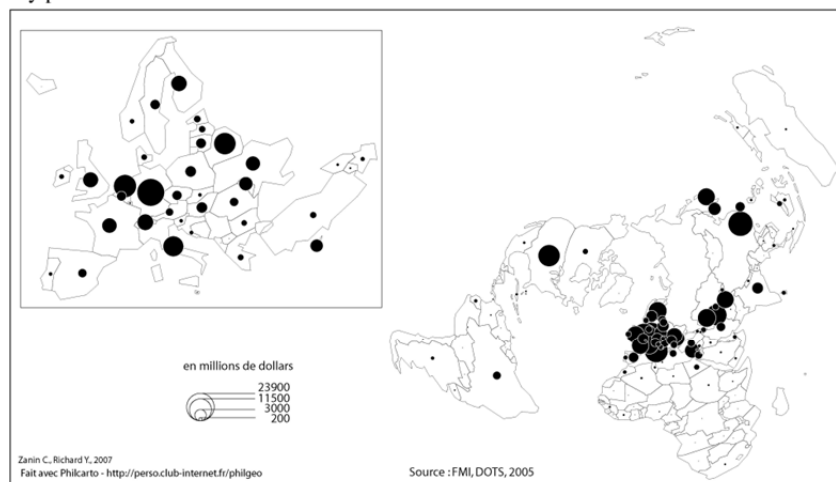 en millions de dollars
23900
11500
3000
200
Zanin C., Richard Y., 2007
Fait avec Philcarto - http://perso.club-internet.fr/philgeo
Source : FMI, DOTS, 2005